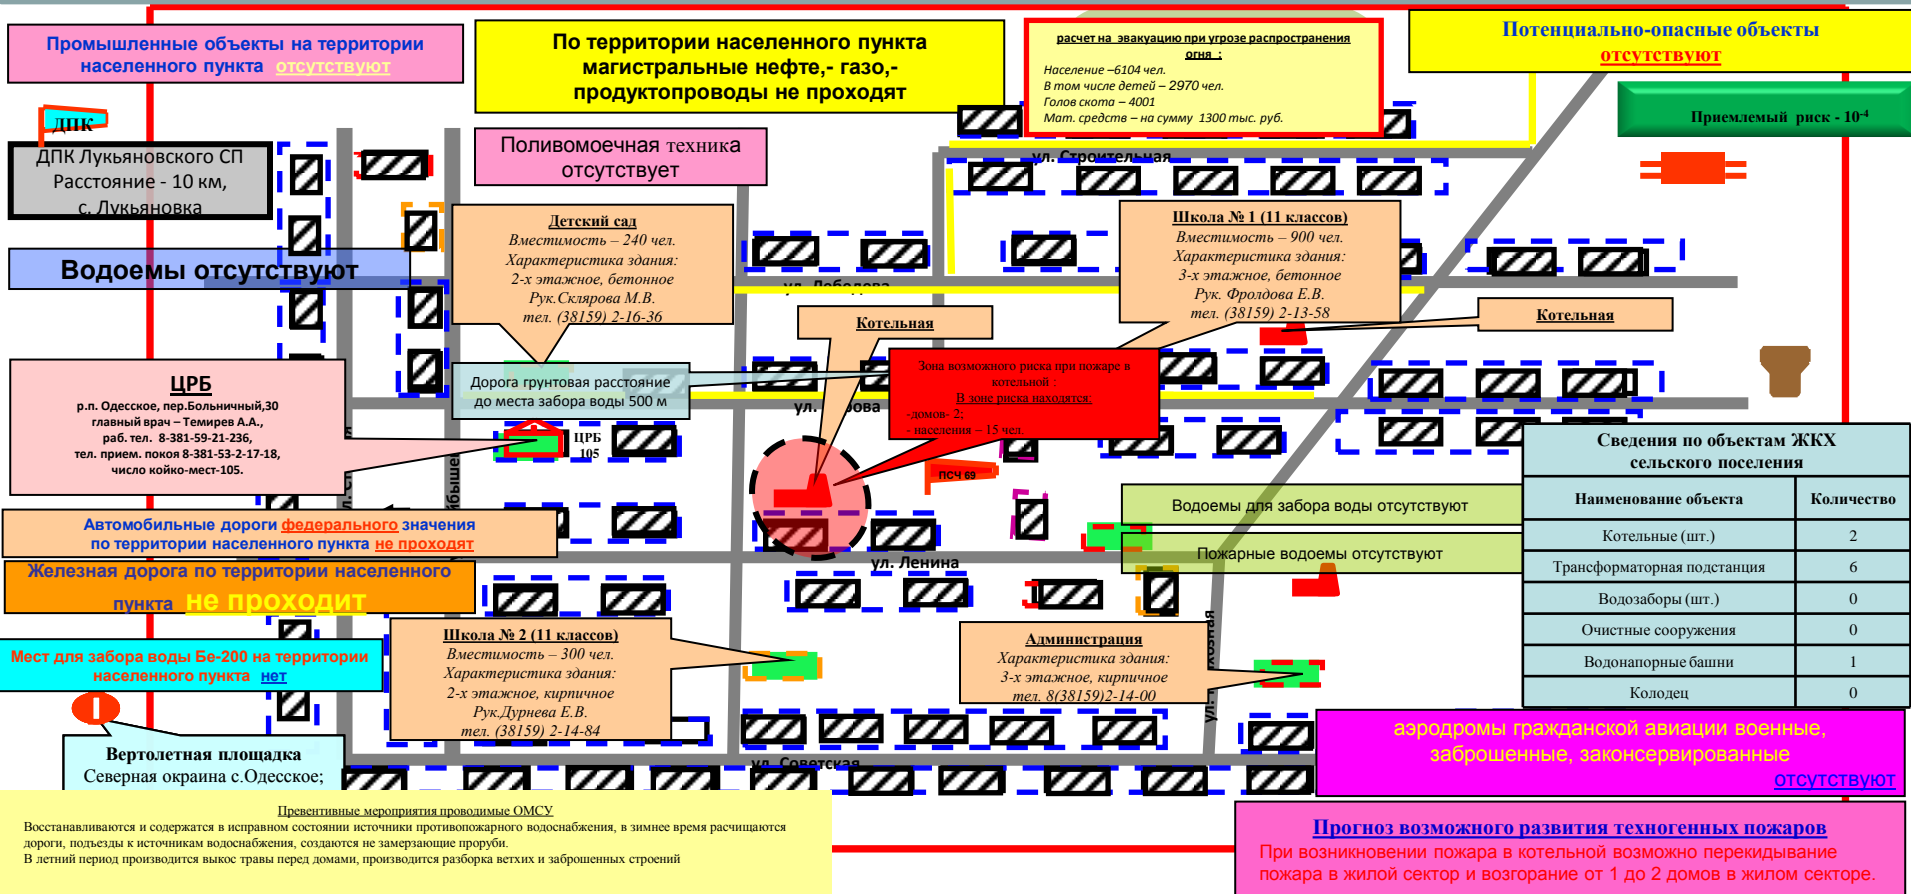 Промышленные объекты на территории
населенного пункта отсутствуют
По территории населенного пункта
магистральные нефте,- газо,-
продуктопроводы не проходят
расчет на эвакуацию при угрозе распространения
огня :
Население –6104 чел.
В том числе детей – 2970 чел.
Голов скота – 4001
Мат. средств – на сумму 1300 тыс. руб.
Потенциально-опасные объекты
отсутствуют
Приемлемый риск - 10-4
ДПК
ДПК Лукьяновского СП
Расстояние - 10 км,
с. Лукьяновка
Поливомоечная техника
отсутствует
ул. Строительная
Детский сад
Вместимость – 240 чел.
Характеристика здания:
2-х этажное, бетонное
Рук.Склярова М.В.
тел. (38159) 2-16-36
Школа № 1 (11 классов)
Вместимость – 900 чел.
Характеристика здания:
3-х этажное, бетонное
Рук. Фролдова Е.В.
тел. (38159) 2-13-58
Водоемы отсутствуют
Котельная
Котельная
ЦРБ
р.п. Одесское, пер.Больничный,30
главный врач – Темирев А.А.,
раб. тел. 8-381-59-21-236,
тел. прием. покоя 8-381-53-2-17-18,
число койко-мест-105.
Дорога грунтовая расстояние
до места забора воды 500 м
Зона возможного риска при пожаре в
котельной :
В зоне риска находятся:
-домов- 2;
- населения – 15 чел.
ул.
ЦРБ
105
ПСЧ 69
Водоемы для забора воды отсутствуют
Пожарные водоемы отсутствуют
Сведения по объектам ЖКХ
сельского поселения
Наименование объекта Количество
Котельные (шт.) 2
Трансформаторная подстанция 6
Водозаборы (шт.) 0
Очистные сооружения 0
Водонапорные башни 1
Колодец 0
Автомобильные дороги федерального значения
по территории населенного пункта не проходят
ул. Ленина
Железная дорога по территории населенного
пункта не проходит
Школа № 2 (11 классов)
Вместимость – 300 чел.
Характеристика здания:
2-х этажное, кирпичное
Рук.Дурнева Е.В.
тел. (38159) 2-14-84
Администрация
Характеристика здания:
3-х этажное, кирпичное
тел. 8(38159)2-14-00
Мест для забора воды Бе-200 на территории
населенного пункта нет
Вертолетная площадка
Северная окраина с.Одесское;
ул. Советская
аэродромы гражданской авиации военные,
заброшенные, законсервированные
отсутствуют
Превентивные мероприятия проводимые ОМСУ
Восстанавливаются и содержатся в исправном состоянии источники противопожарного водоснабжения, в зимнее время расчищаются
дороги, подъезды к источникам водоснабжения, создаются не замерзающие проруби.
В летний период производится выкос травы перед домами, производится разборка ветхих и заброшенных строений
Прогноз возможного развития техногенных пожаров
При возникновении пожара в котельной возможно перекидывание
пожара в жилой сектор и возгорание от 1 до 2 домов в жилом секторе.